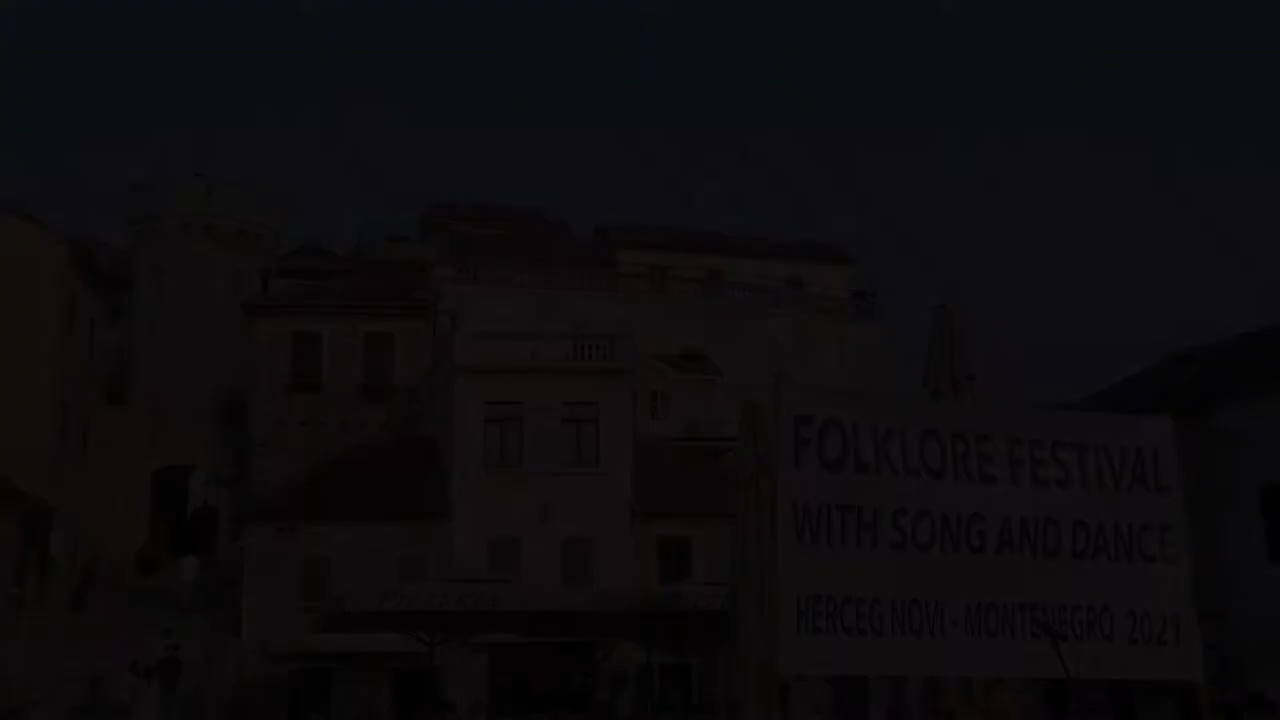 FOLKLORE FESTIVAL
WITH SONG AND DANCE
HERCEG NOVI - MONTENEGRO 2021